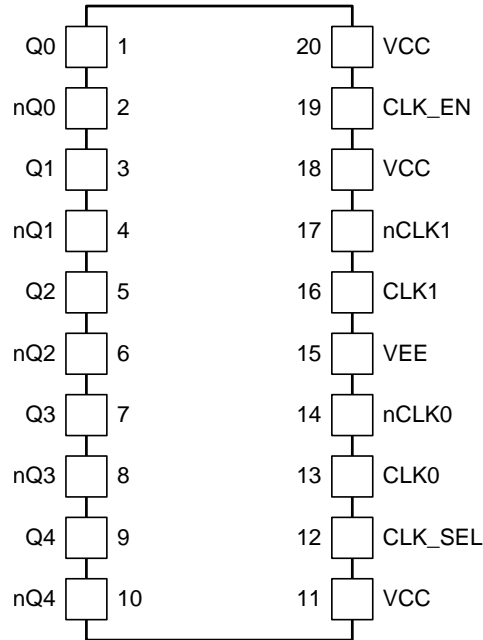 Q0 1 20 VCC
nQ0 2 19 CLK_EN
Q1 3 18 VCC
nQ1 4 17 nCLK1
Q2 5 16 CLK1
nQ2 6 15 VEE
Q3 7 14 nCLK0
nQ3 8 13 CLK0
Q4 9 12 CLK_SEL
nQ4 10 11 VCC